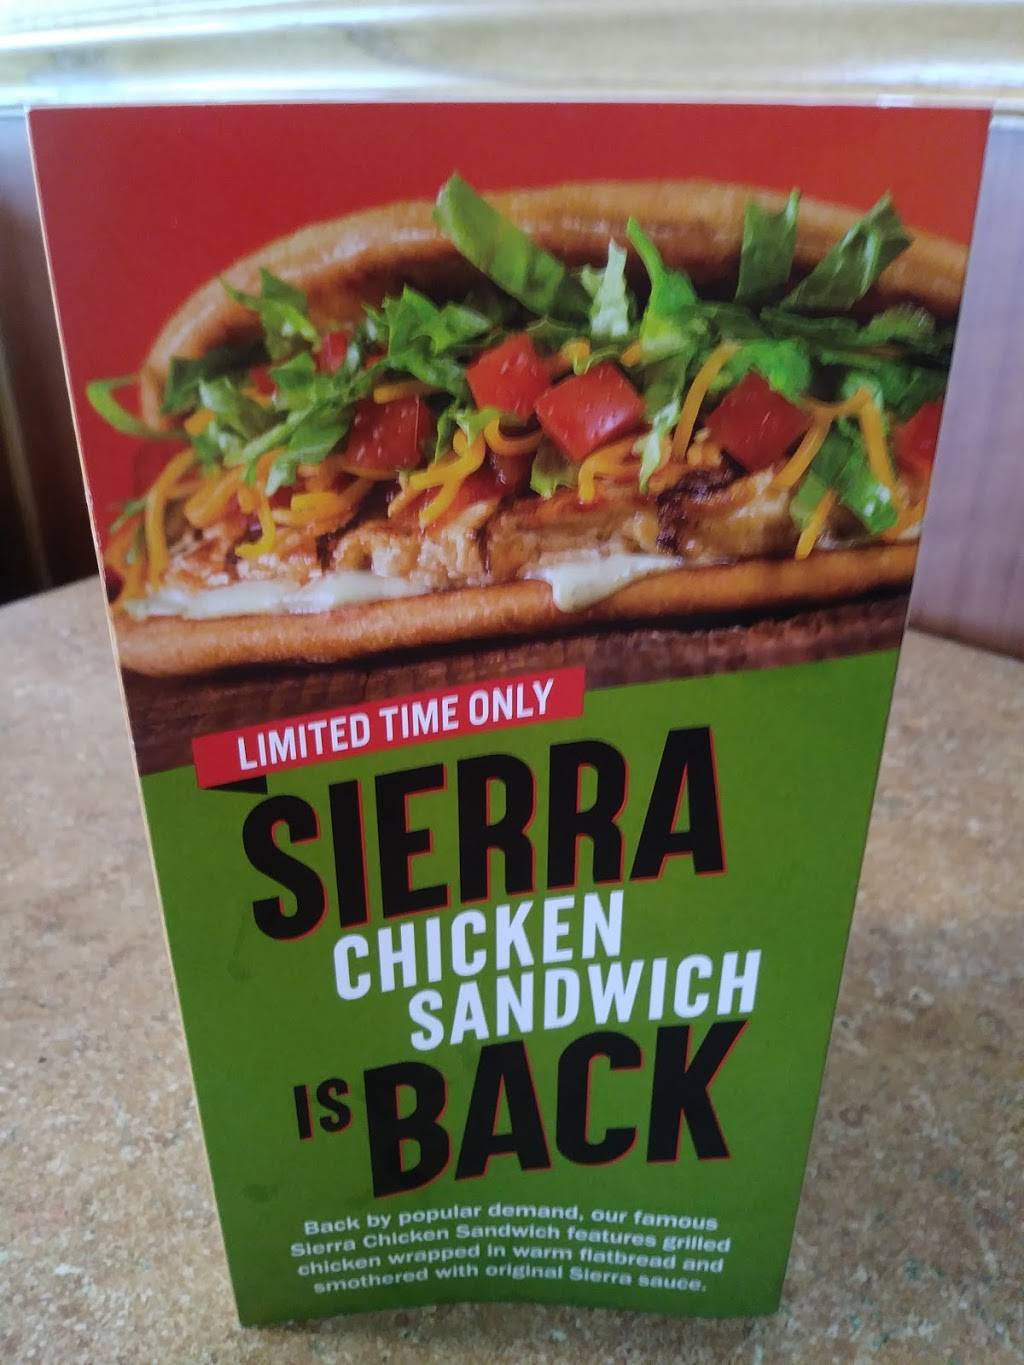 LIMITED TIME ONLY
SIERRA
CHICKEN
SANDWICH
IS BACK
Back by popular demand, our famous
Sierra Chicken Sandwich features grilled
chicken wrapped in warm flatbread and
smothered with original Sierra sauce.